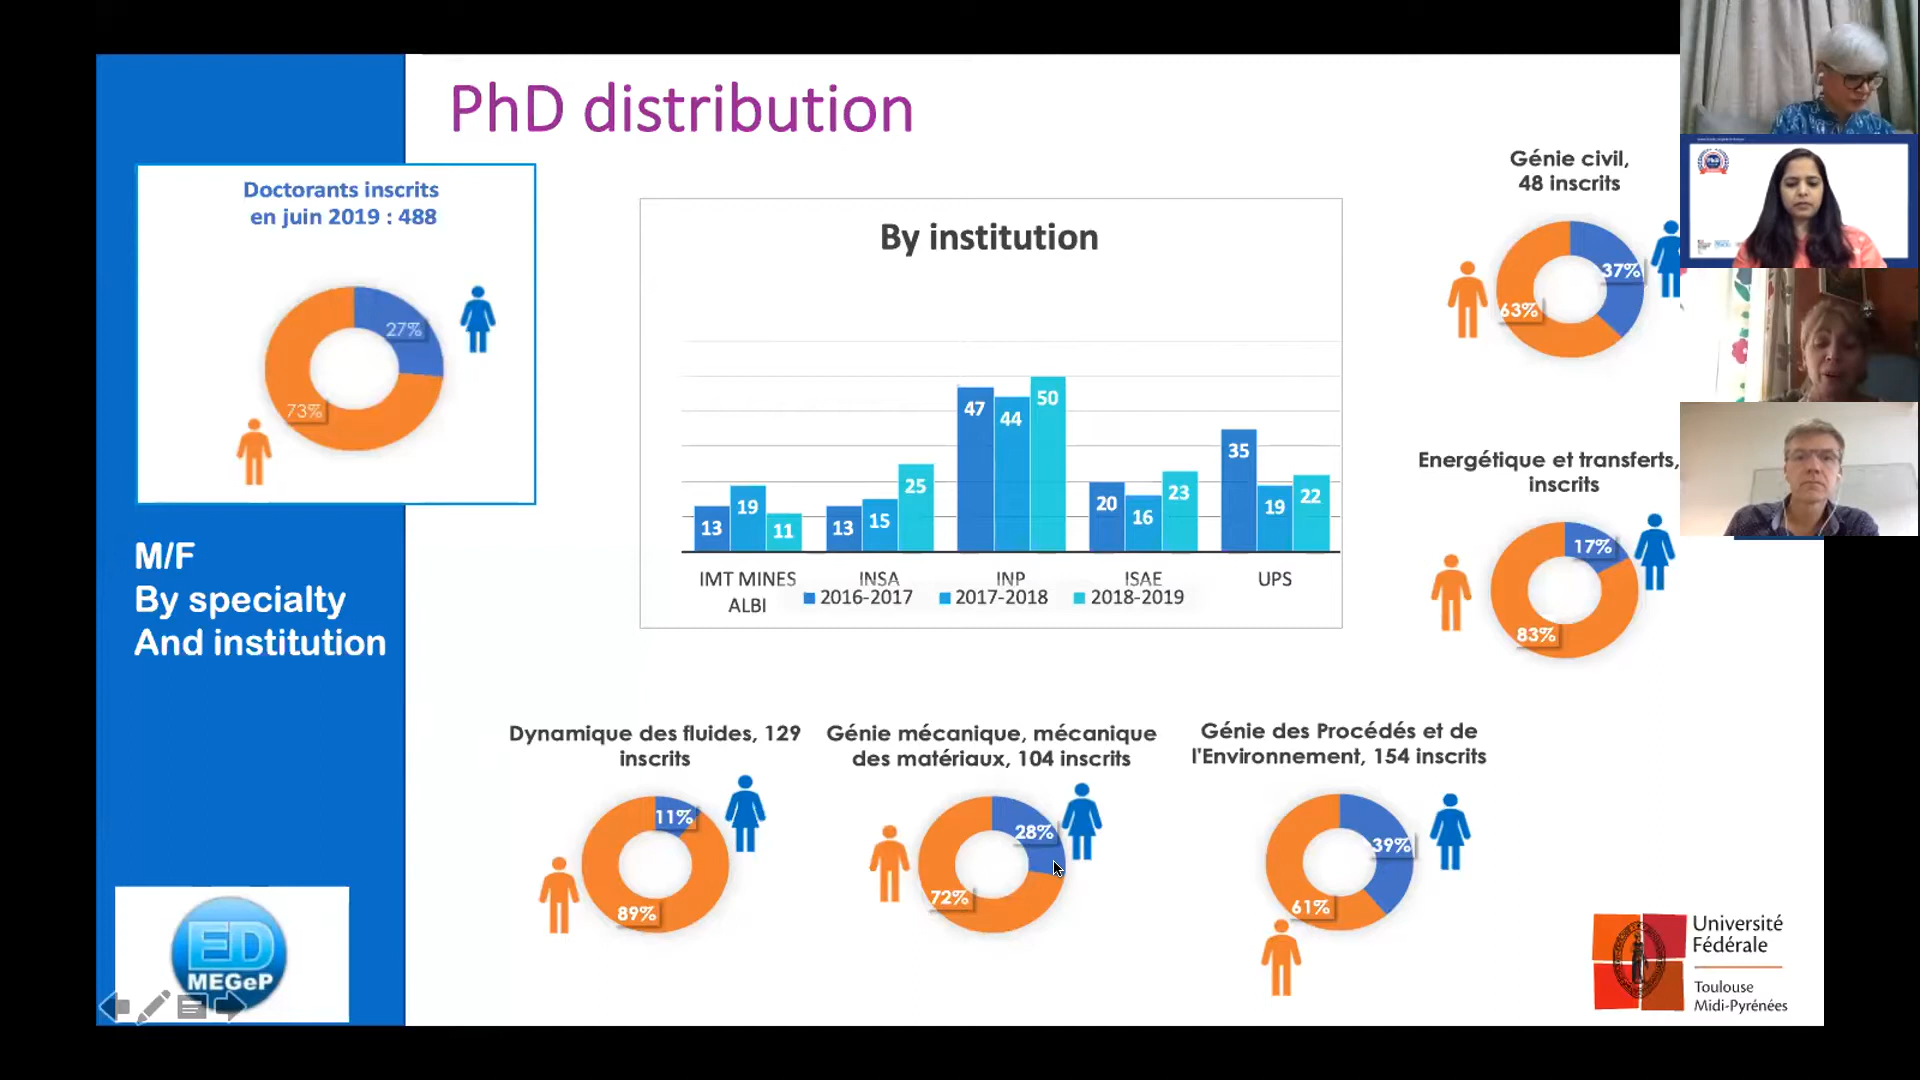 PhD distribution
Doctorants inscrits
en juin 2019 : 488
27%
73%
M/F
By specialty
And institution
By institution
13
19
11
13
15
25
47
44
50
20
16
23
35
19
22
IMT MINES
ALBI
INSA
INP
ISAE
UPS
2016-2017
2017-2018
2018-2019
Génie civil,
48 inscrits
37%
63%
Energétique et transferts,
inscrits
17%
83%
Dynamique des fluides, 129
inscrits
11%
89%
Génie mécanique, mécanique
des matériaux, 104 inscrits
28%
72%
Génie des Procédés et de
l'Environnement, 154 inscrits
39%
61%
ED
MEGeP
Université
Fédérale
Toulouse
Midi-Pyrénées